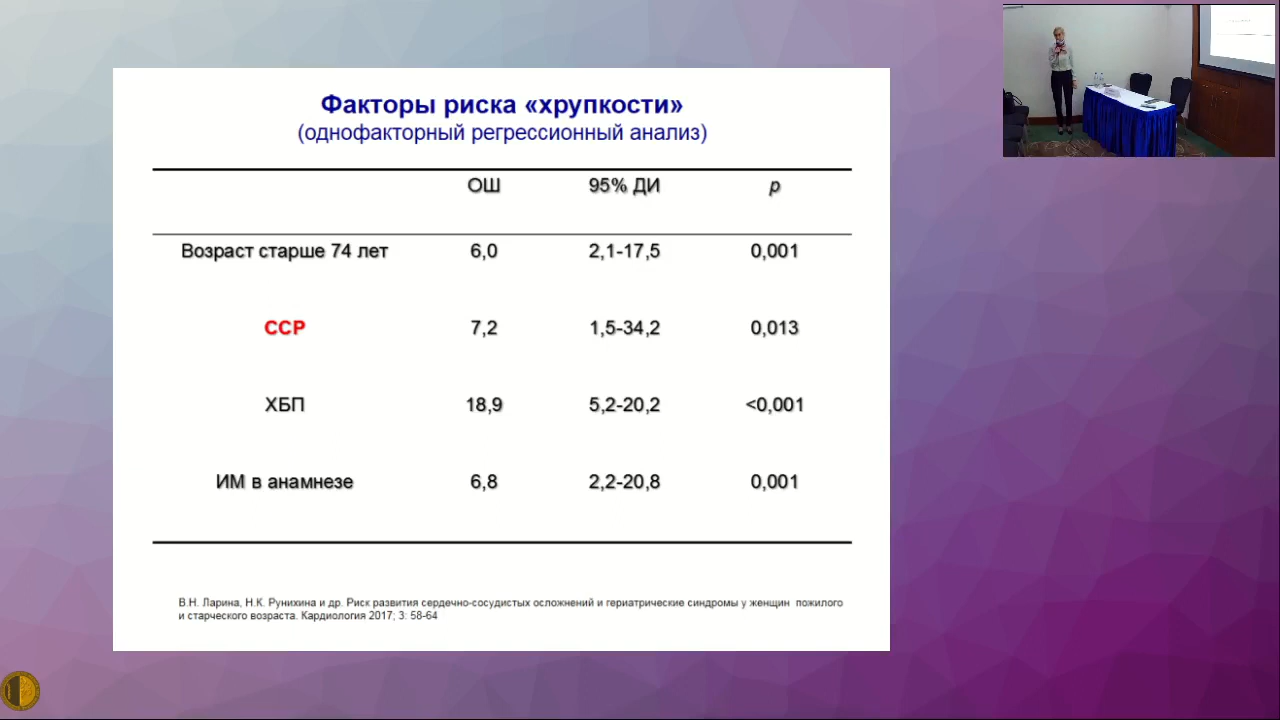 Факторы риска «хрупкости»
(однофакторный регрессионный анализ)
ОШ 95% ДИ p
Возраст старше 74 лет 6,0 2,1-17,5 0,001
ССР 7,2 1,5-34,2 0,013
ХБП 18,9 5,2-20,2 <0,001
ИМ в анамнезе 6,8 2,2-20,8 0,001
В.Н. Ларина, Н.К. Рунихина и др. Риск развития сердечно-сосудистых осложнений и гериатрические синдромы у женщин пожилого
и старческого возраста. Кардиология 2017; 3: 58-64